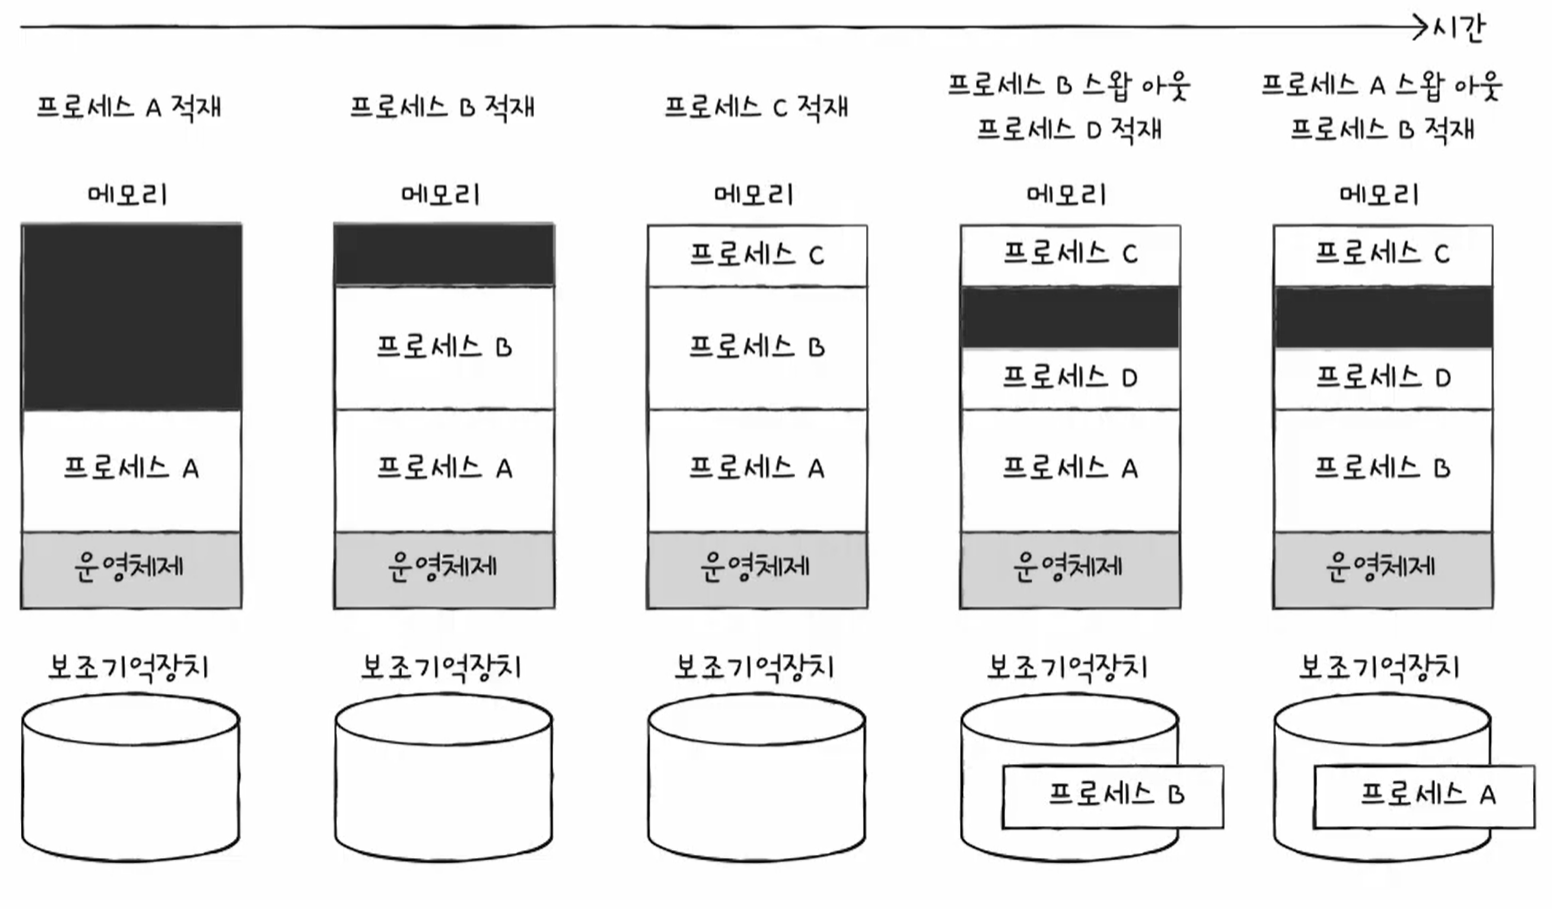 시간
프로세스 A 적재
프로세스 B 적재
프로세스 C 적재
프로세스 B 스왑 아웃
프로세스 D 적재
프로세스 A 스왑 아웃
프로세스 B 적재
메모리
메모리
메모리
메모리
메모리
프로세스 A
운영체제
프로세스 B
프로세스 A
운영체제
프로세스 C
프로세스 B
프로세스 A
운영체제
프로세스 C
프로세스 D
프로세스 A
운영체제
프로세스 C
프로세스 D
프로세스 B
운영체제
보조기억장치
보조기억장치
보조기억장치
보조기억장치
보조기억장치
프로세스 B
프로세스 A